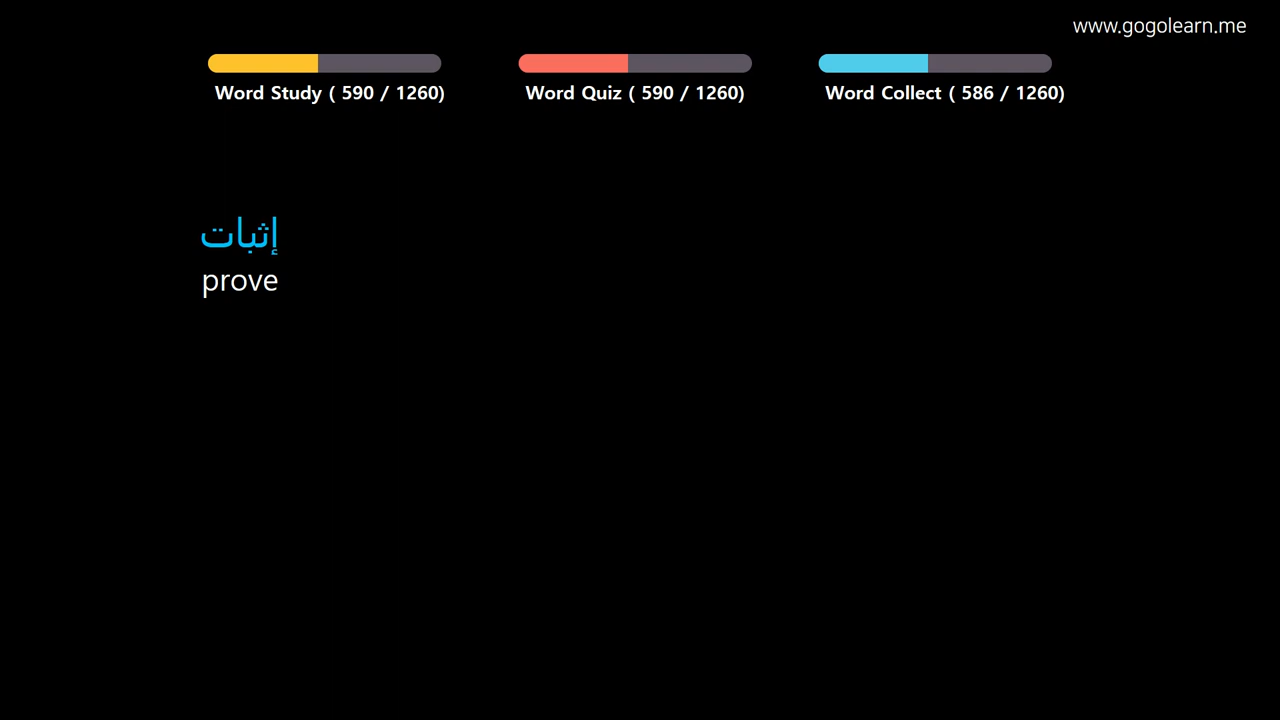 www.gogolearn.me
Word Study ( 590 / 1260)
Word Quiz ( 590 / 1260)
Word Collect ( 586 / 1260)
إثبات
prove